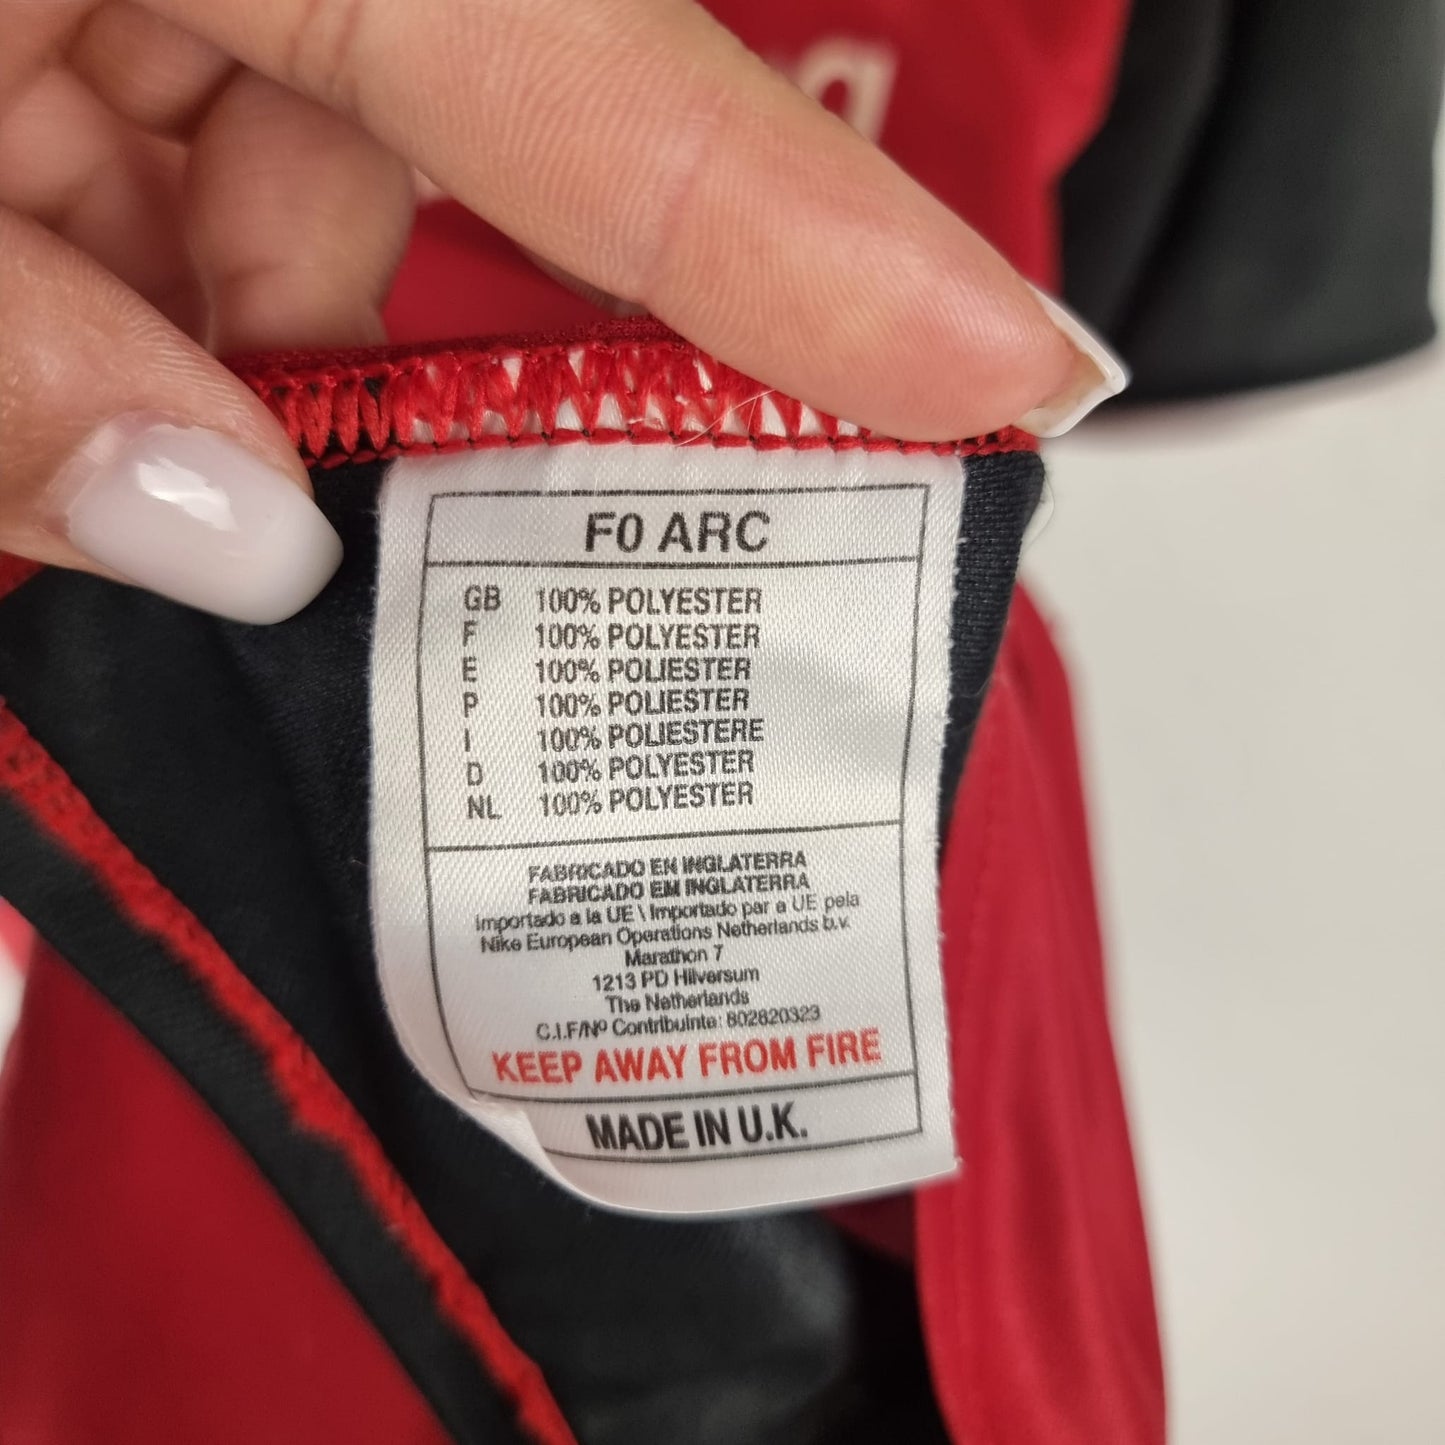 F0 ARC
GB 100% POLYESTER
F 100% POLYESTER
E 100% POLIESTER
P 100% POLIESTER
I 100% POLIESTERE
D 100% POLYESTER
NL 100% POLYESTER
FABRICADO EN INGLATERRA
FABRICADO EM INGLATERRA
Importado a la UE \ Importado par a UE pela
Nike European Operations Netherlands b.v.
Marathon 7
1213 PD Hilversum
The Netherlands
C.I.F/Nº Contribuinte: 802820323
KEEP AWAY FROM FIRE
MADE IN U.K.